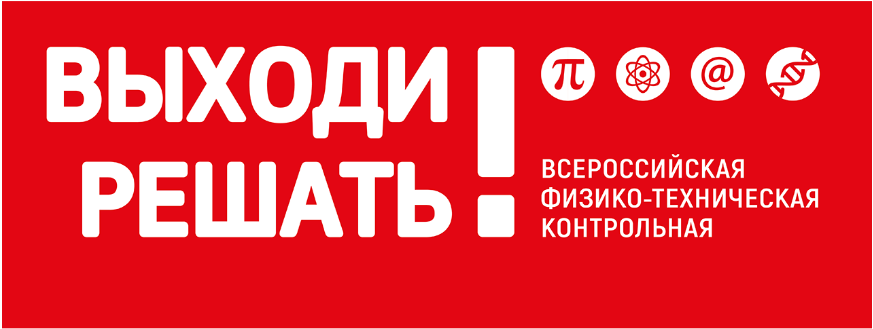 ВЫХОДИ
РЕШАТЬ!
π
@
ВСЕРОССИЙСКАЯ
ФИЗИКО-ТЕХНИЧЕСКАЯ
КОНТРОЛЬНАЯ